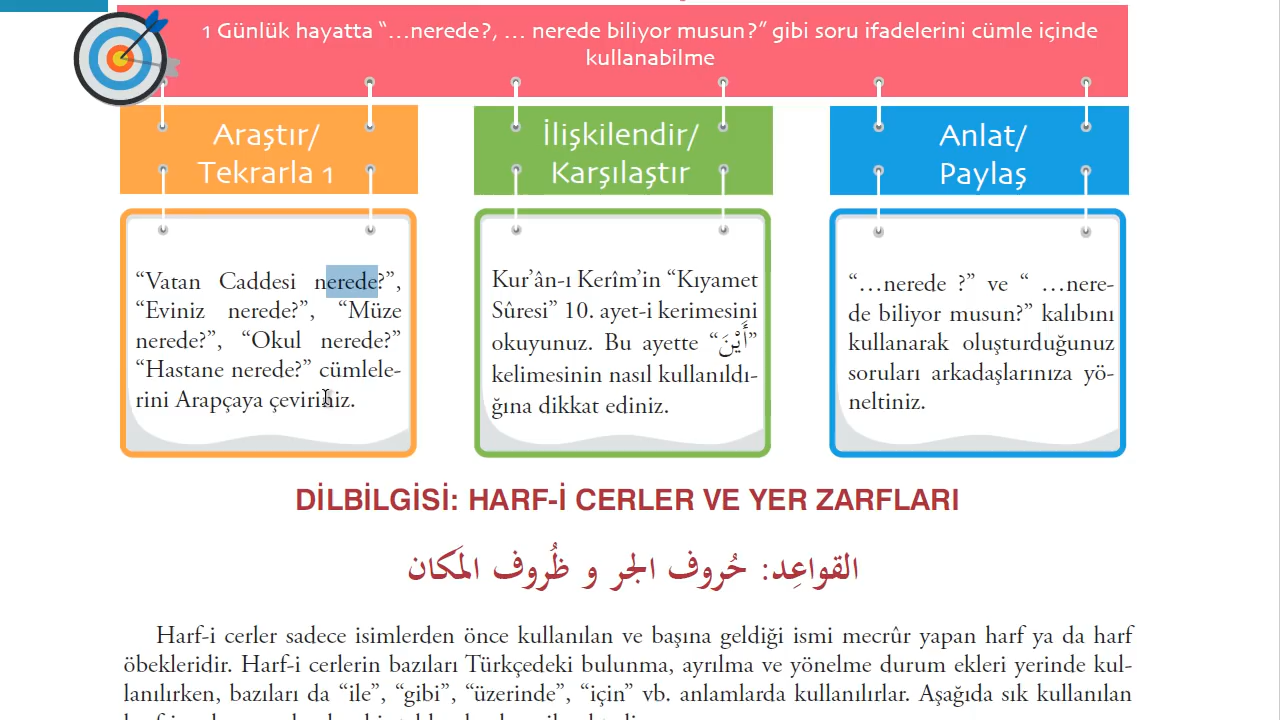 1 Günlük hayatta “…nerede?, … nerede biliyor musun?” gibi soru ifadelerini cümle içinde
kullanabilme
Araştır/
Tekrarla 1
“Vatan Caddesi nerede?”,
“Eviniz nerede?”, “Müze
nerede?”, “Okul nerede?”
“Hastane nerede?” cümlele-
rini Arapçaya çeviriniz.
İlişkilendir/
Karşılaştır
Kur’ân-ı Kerîm’in “Kıyamet
Sûresi” 10. ayet-i kerimesini
okuyunuz. Bu ayette “أَيْنَ”
kelimesinin nasıl kullanıldı-
ğına dikkat ediniz.
Anlat/
Paylaş
“…nerede ?” ve “ …nere-
de biliyor musun?” kalıbını
kullanarak oluşturduğunuz
soruları arkadaşlarınıza yö-
neltiniz.
DİLBİLGİSİ: HARF-İ CERLER VE YER ZARFLARI
القواعِد: حُروف الجر و ظُروف المَكان
Harf-i cerler sadece isimlerden önce kullanılan ve başına geldiği ismi mecrûr yapan harf ya da harf
öbekleridir. Harf-i cerlerin bazıları Türkçedeki bulunma, ayrılma ve yönelme durum ekleri yerinde kul-
lanılırken, bazıları da “ile”, “gibi”, “üzerinde”, “için” vb. anlamlarda kullanılırlar. Aşağıda sık kullanılan